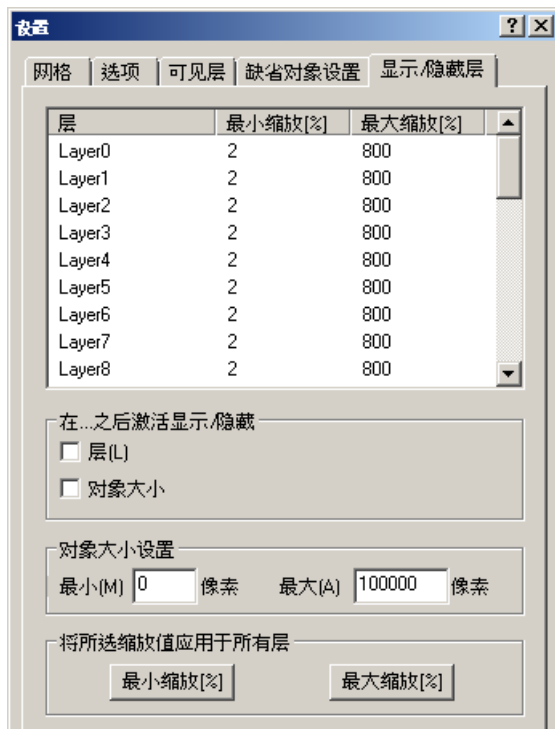 设置
网格 选项 可见层 缺省对象设置 显示/隐藏层
层 最小缩放[%] 最大缩放[%]
Layer0 2 800
Layer1 2 800
Layer2 2 800
Layer3 2 800
Layer4 2 800
Layer5 2 800
Layer6 2 800
Layer7 2 800
Layer8 2 800
在...之后激活显示/隐藏
层(L)
对象大小
对象大小设置
最小(M) 0 像素 最大(A) 100000 像素
将所选缩放值应用于所有层
最小缩放[%] 最大缩放[%]